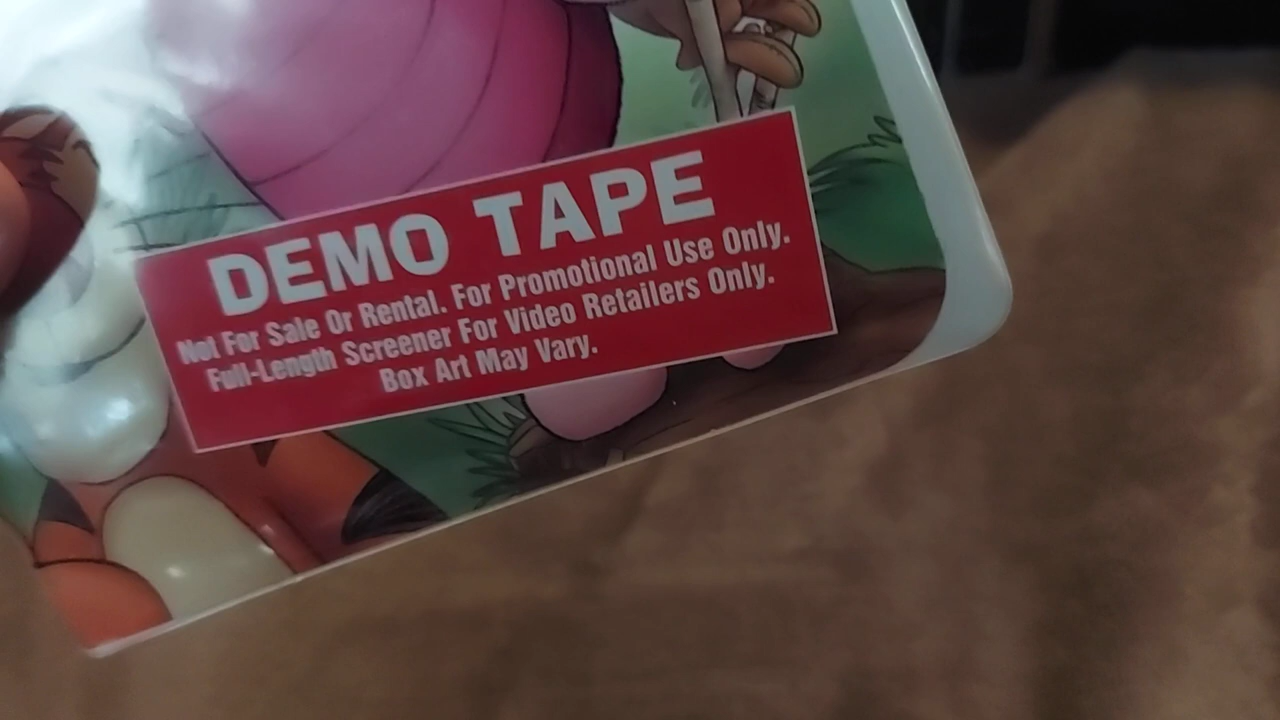 DEMO TAPE
Not For Sale Or Rental. For Promotional Use Only.
Full-Length Screener For Video Retailers Only.
Box Art May Vary.